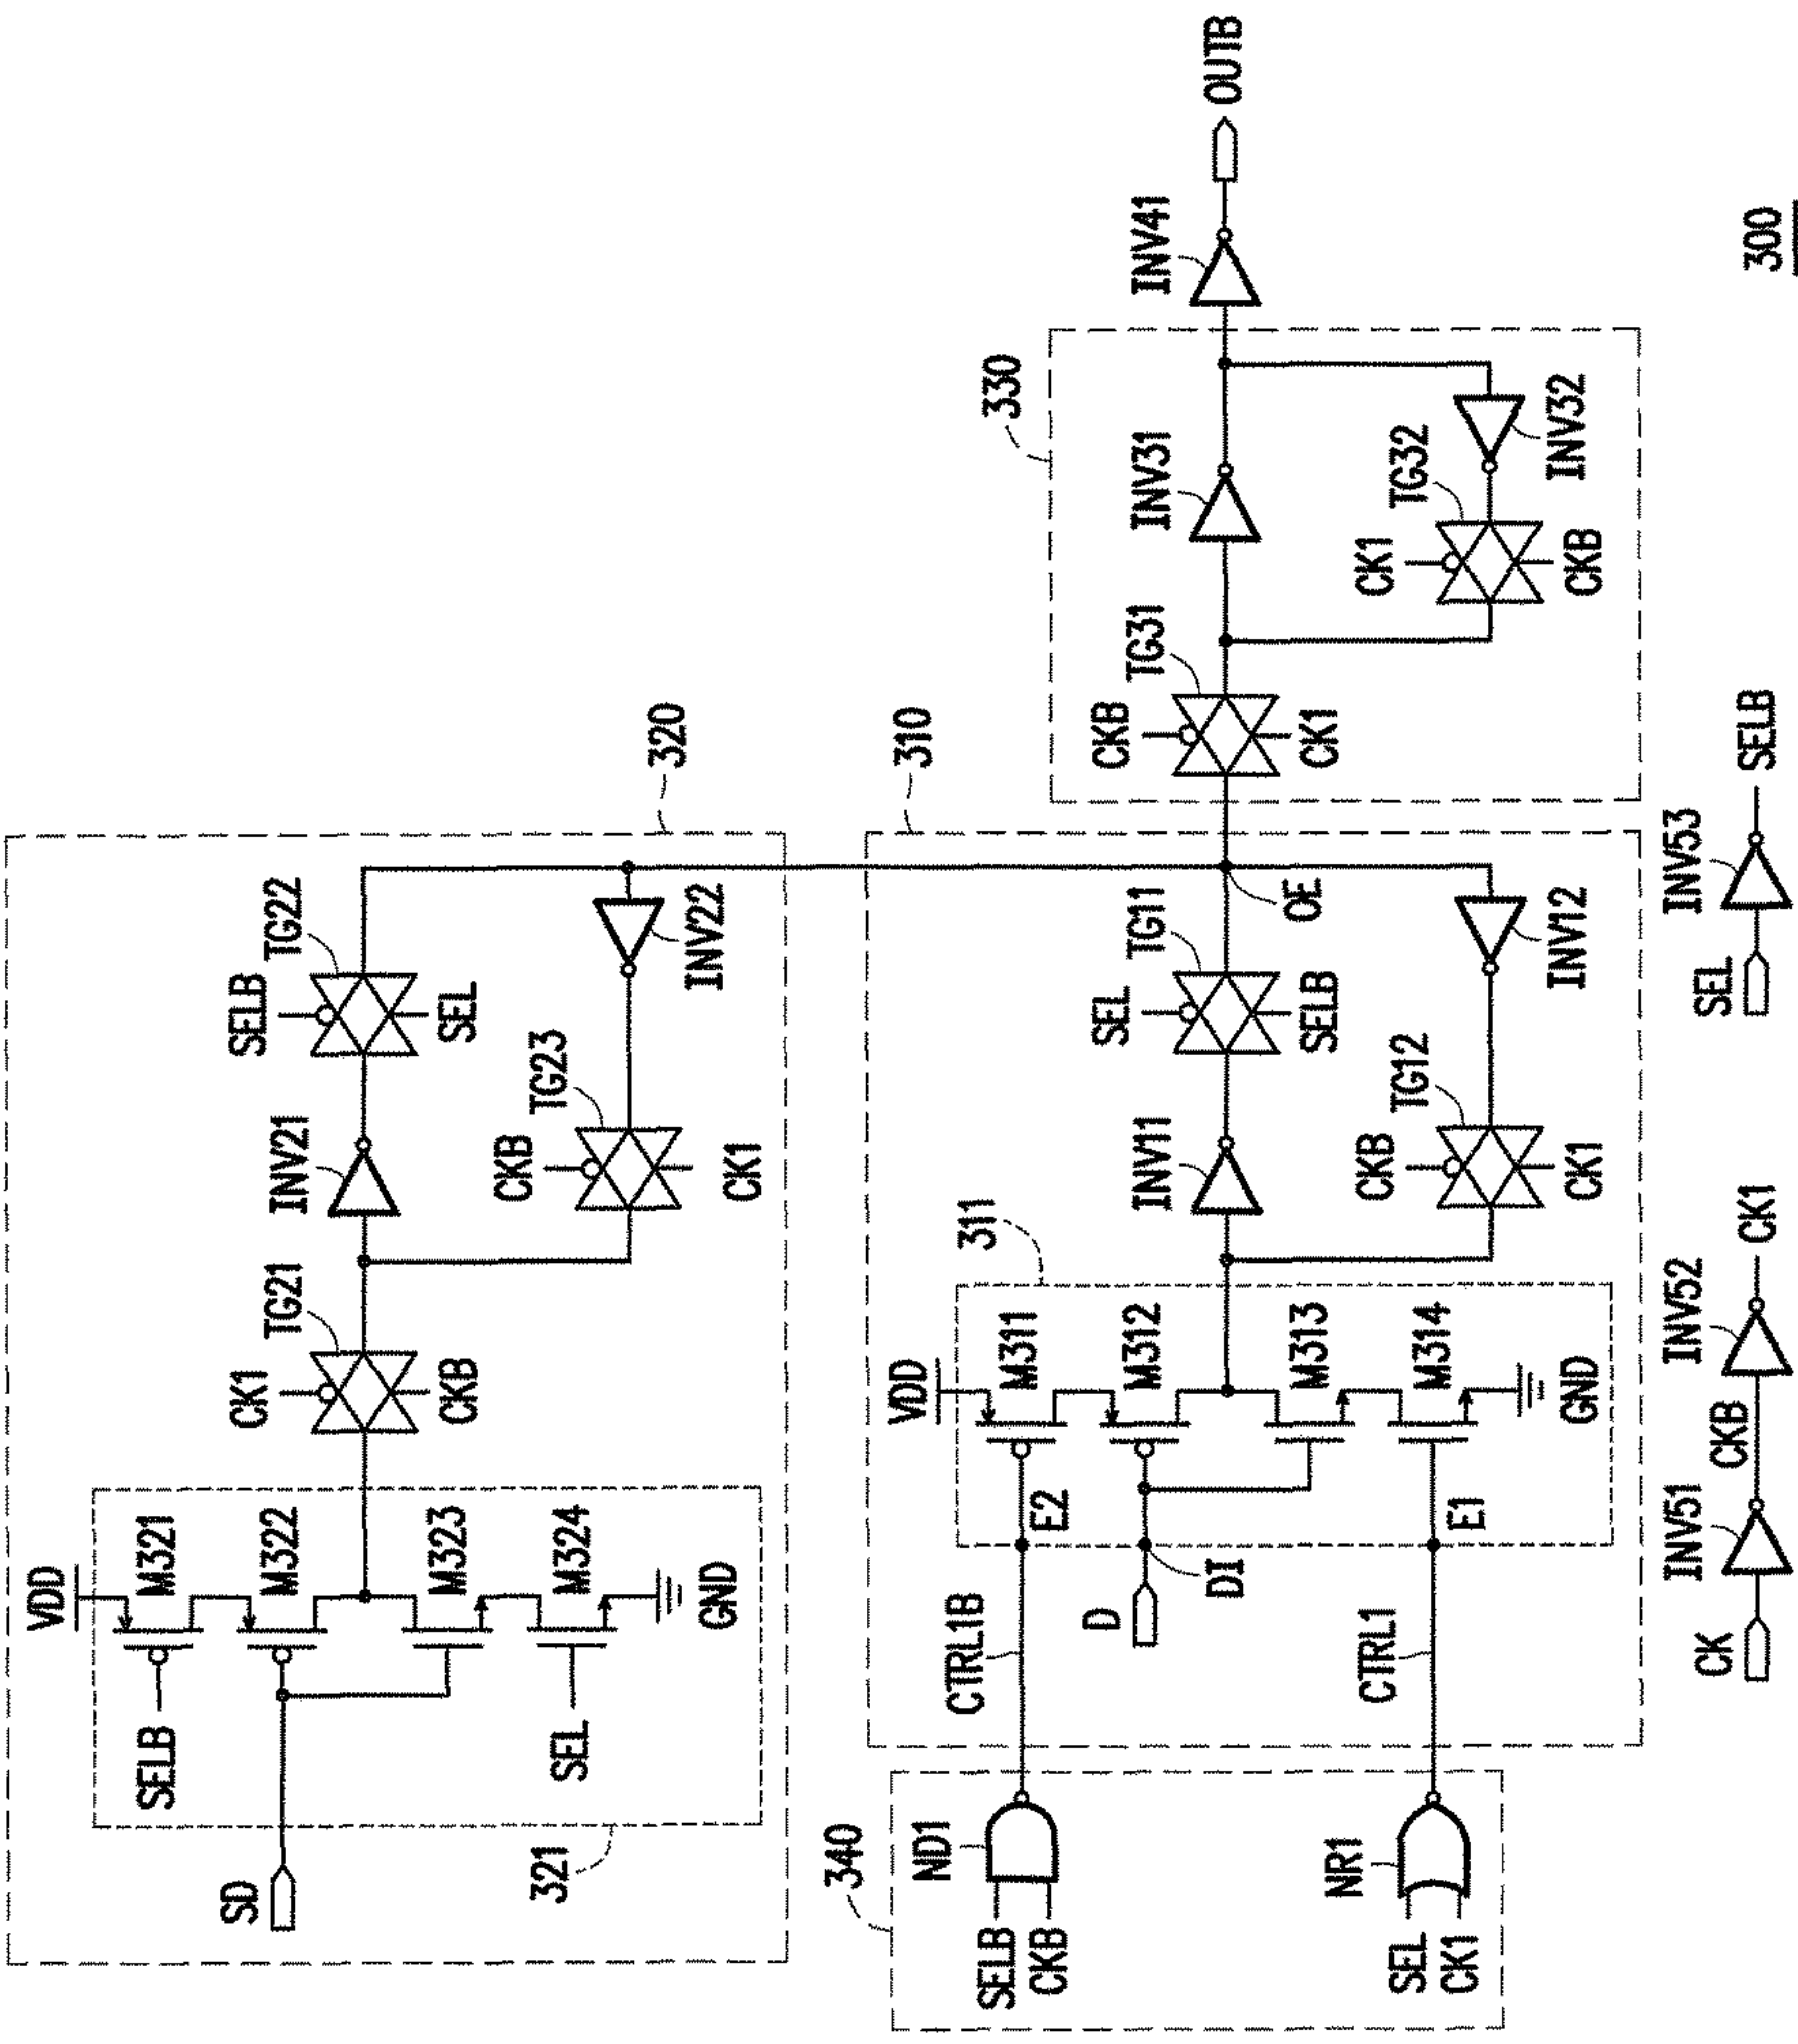 320
SD
321
SELB
SEL
VDD
M321
M322
M323
M324
GND
CK1
TG21
CKB
INV21
SELB
TG22
SEL
CKB
TG23
CK1
INV22
340
SELB
CKB
ND1
SEL
CK1
NR1
310
CTRL1B
D
CTRL1
DI
E2
E1
311
VDD
M311
M312
M313
M314
GND
INV11
SEL
TG11
SELB
CKB
TG12
CK1
INV12
OE
330
CKB
TG31
CK1
INV31
CK1
TG32
CKB
INV32
INV41
OUTB
CK
INV51
CKB
INV52
CK1
SEL
INV53
SELB
300